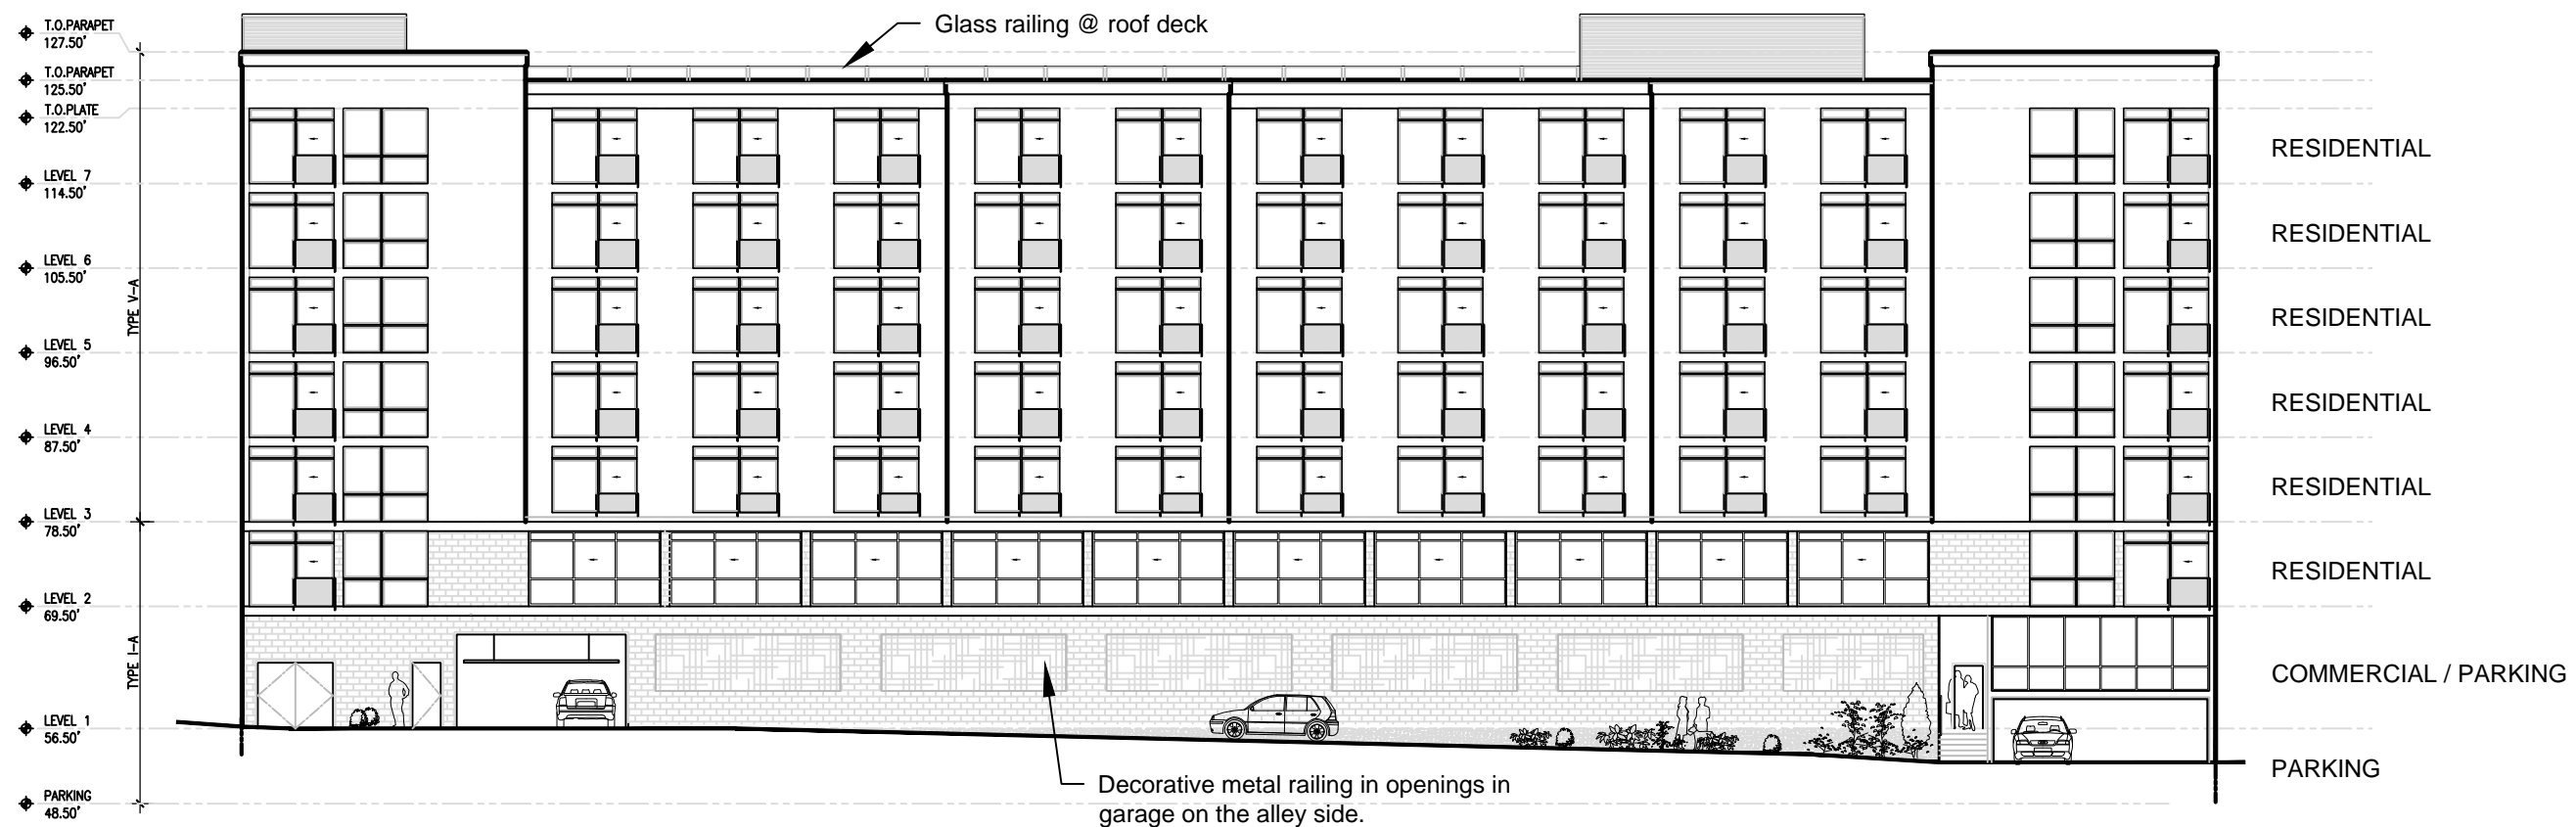 T.O.PARAPET
127.50'
Glass railing @ roof deck
T.O.PARAPET
125.50'
T.O.PLATE
122.50'
RESIDENTIAL
LEVEL 7
114.50'
RESIDENTIAL
LEVEL 6
105.50'
TYPE V-A
RESIDENTIAL
LEVEL 5
96.50'
RESIDENTIAL
LEVEL 4
87.50'
RESIDENTIAL
LEVEL 3
78.50'
RESIDENTIAL
LEVEL 2
69.50'
TYPE I-A
COMMERCIAL / PARKING
LEVEL 1
56.50'
PARKING
Decorative metal railing in openings in
garage on the alley side.
PARKING
48.50'